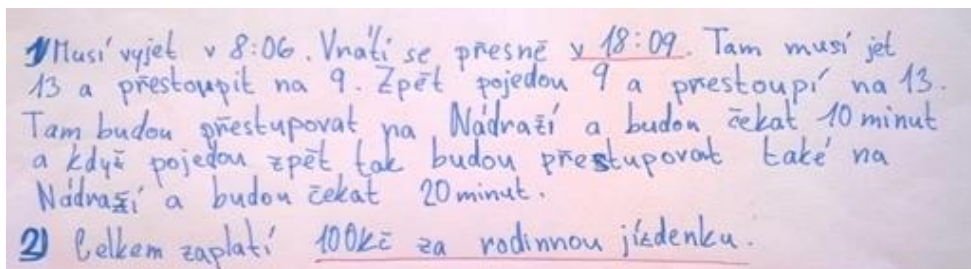 1) Musí vyjet v 8:06. Vrátí se přesně v 18:09. Tam musí jet
13 a přestoupit na 9. Zpět pojedou 9 a prestoupí na 13.
Tam budou přestupovat na Nádraží a budou čekat 10 minut
a když pojedou zpět tak budou přestupovat také na
Nádraží a budou čekat 20 minut.
2) Celkem zaplatí 100kč za rodinnou jízdenku.